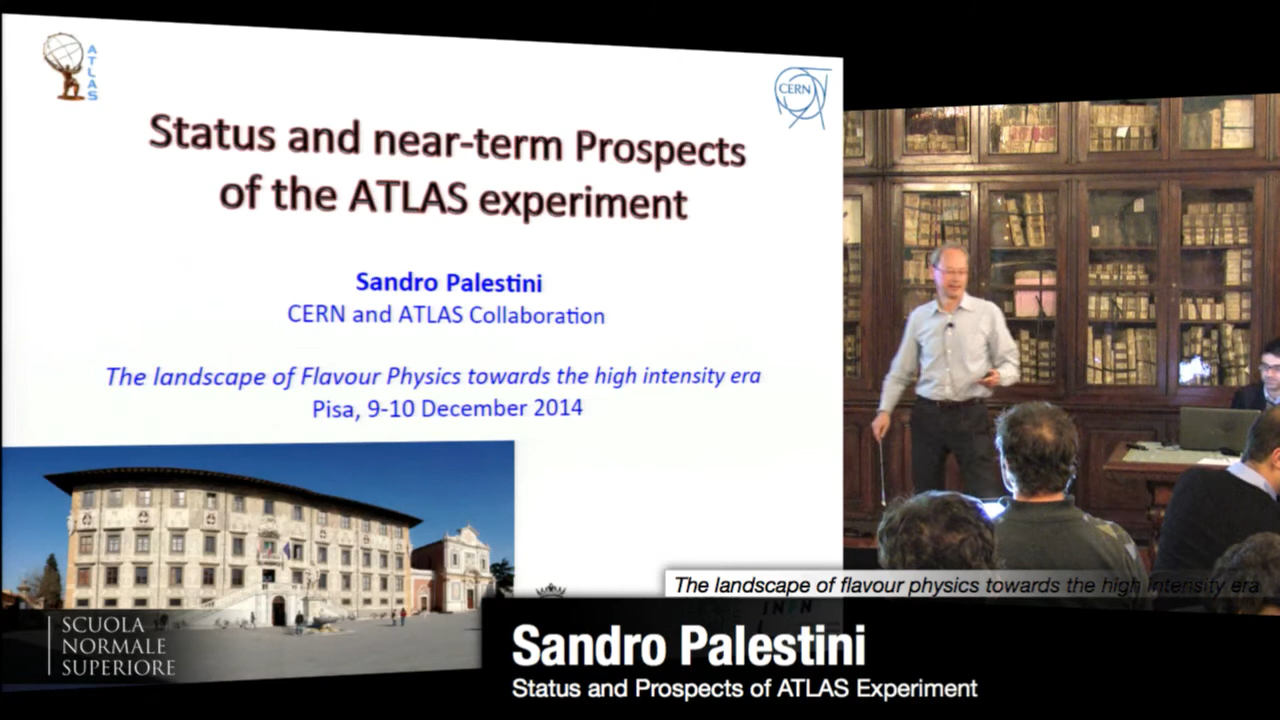 ATLAS
CERN
Status and near-term Prospects
of the ATLAS experiment
Sandro Palestini
CERN and ATLAS Collaboration
The landscape of Flavour Physics towards the high intensity era
Pisa, 9-10 December 2014
SCUOLA
NORMALE
SUPERIORE
The landscape of flavour physics towards the high intensity era
INFN
Sandro Palestini
Status and Prospects of ATLAS Experiment